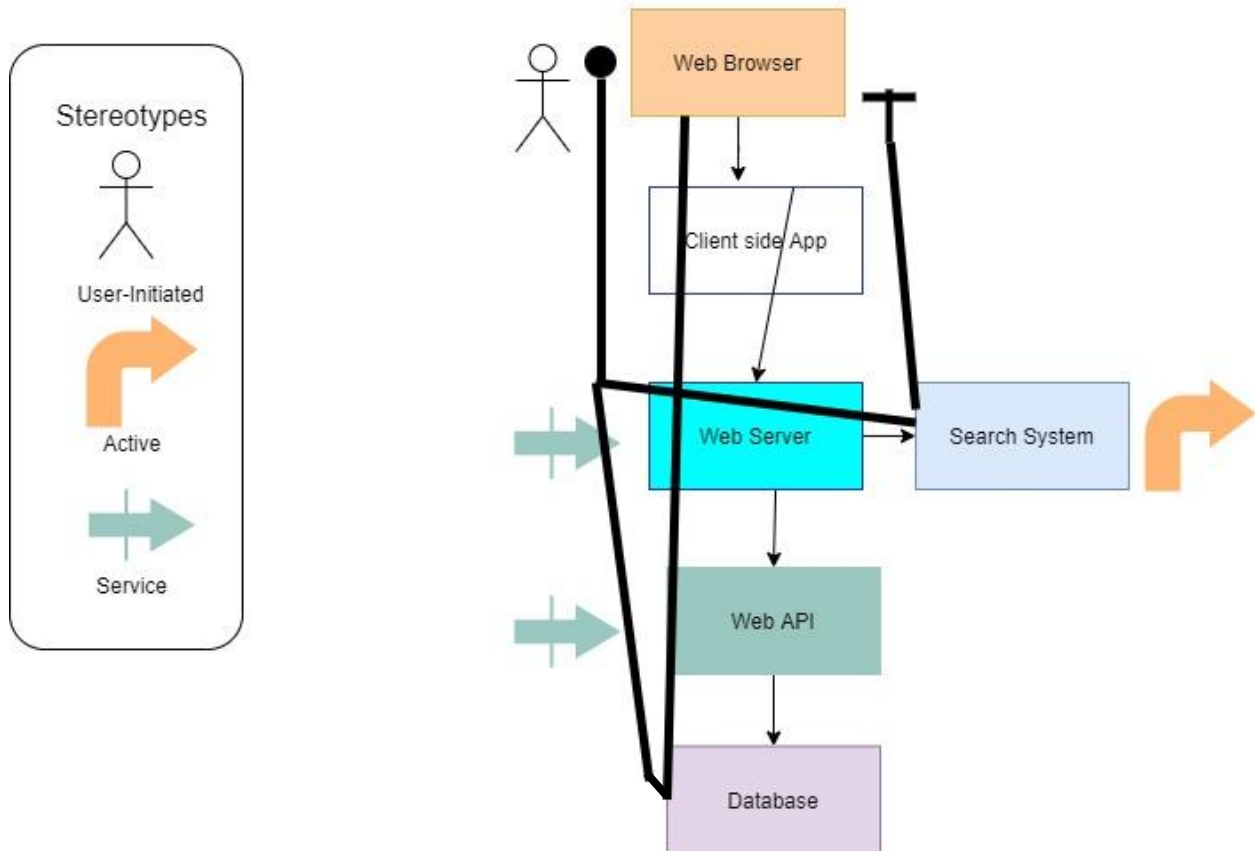 Stereotypes
User-Initiated
Active
Service
Web Browser
Client side App
Web Server
Search System
Web API
Database